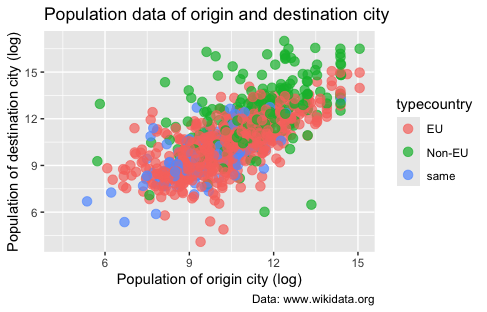 Population data of origin and destination city
Population of destination city (log)
15
12
9
6
6
9
12
15
Population of origin city (log)
typecountry
EU
Non-EU
same
Data: www.wikidata.org